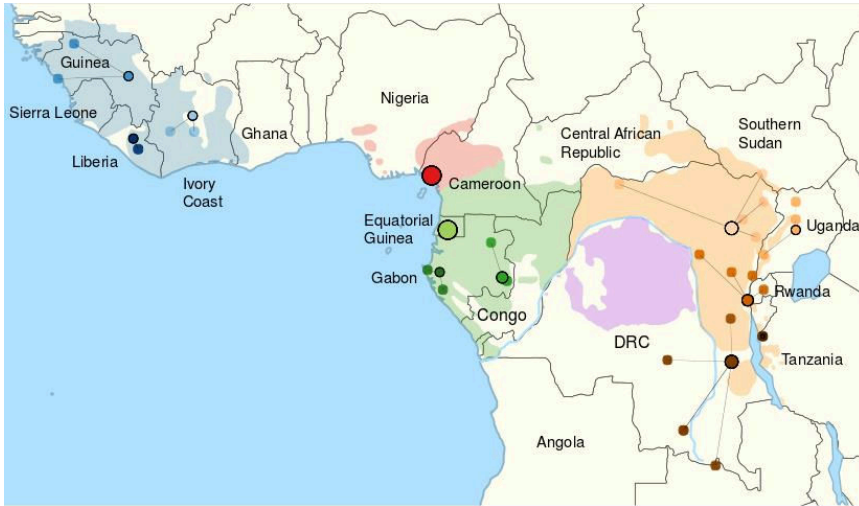 Guinea
Sierra Leone
Liberia
Ivory
Coast
Ghana
Nigeria
Cameroon
Equatorial
Guinea
Gabon
Congo
Central African
Republic
Southern
Sudan
Uganda
Rwanda
DRC
Tanzania
Angola